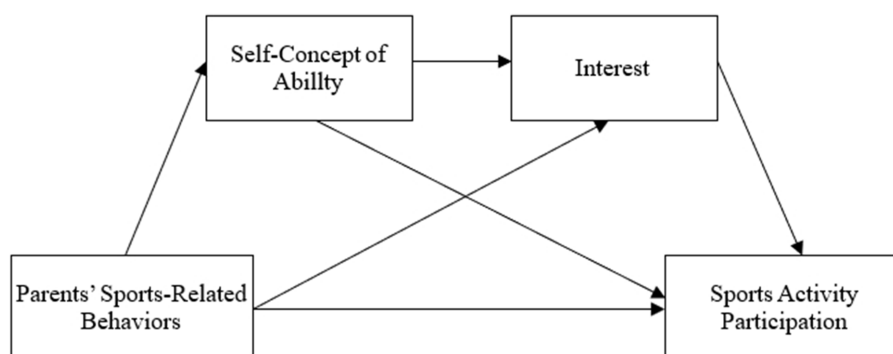 Self-Concept of
Abillty
Interest
Parents’ Sports-Related
Behaviors
Sports Activity
Participation